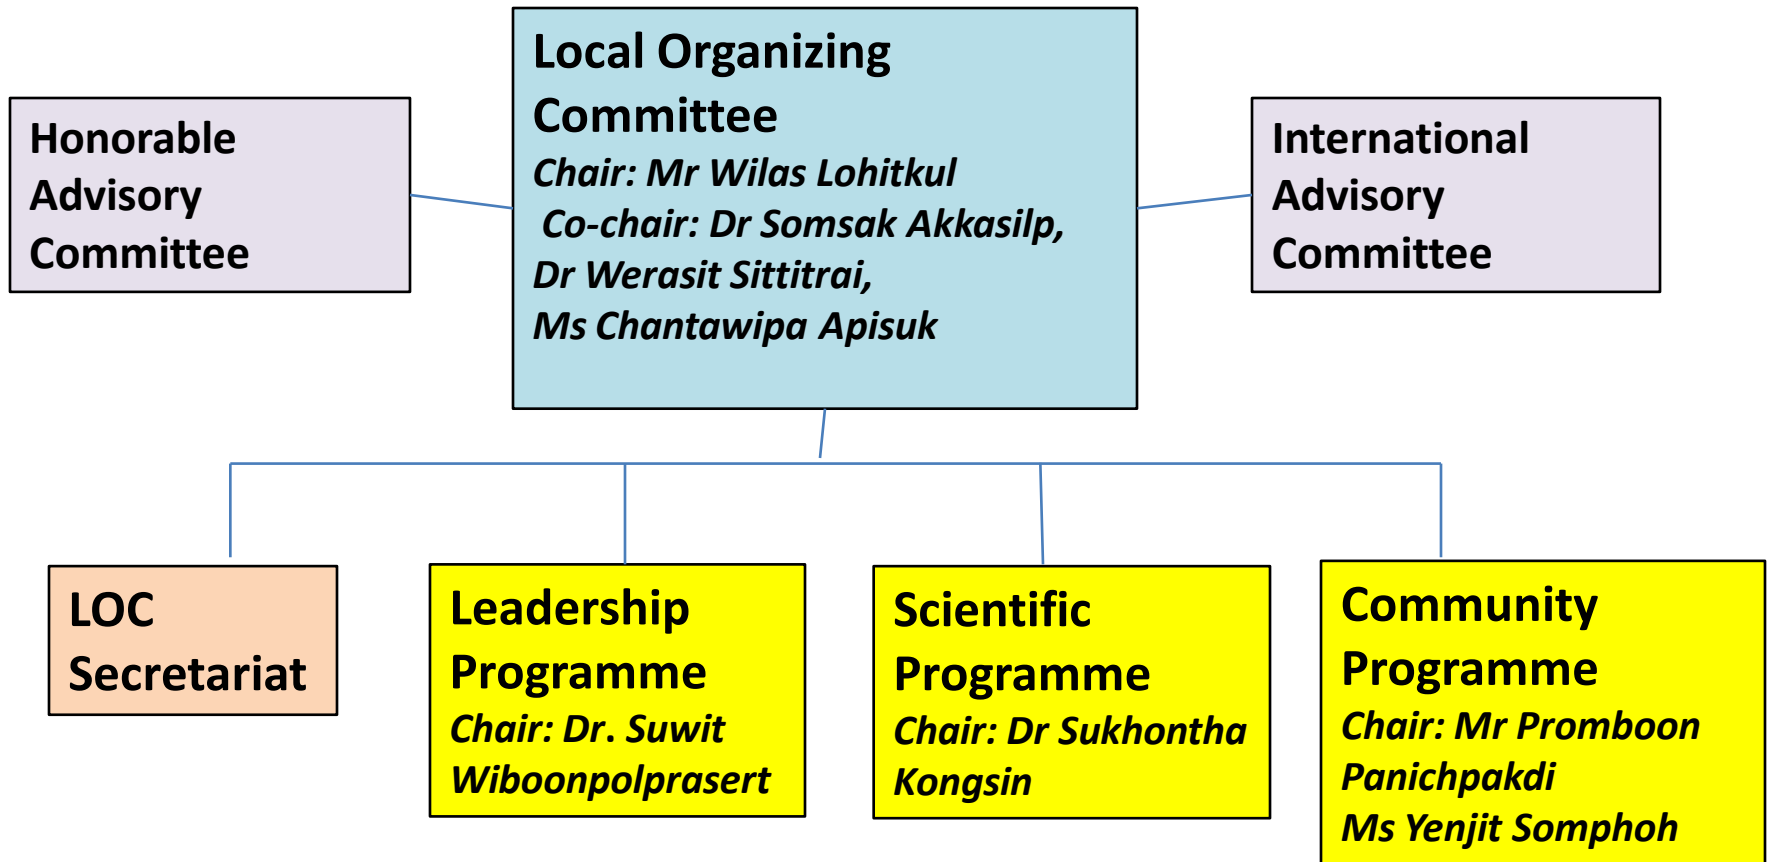 Local Organizing
Committee
Chair: Mr Wilas Lohitkul
Co-chair: Dr Somsak Akkasilp,
Dr Werasit Sittitrai,
Ms Chantawipa Apisuk
Honorable
Advisory
Committee
International
Advisory
Committee
LOC
Secretariat
Leadership
Programme
Chair: Dr. Suwit
Wiboonpolprasert
Scientific
Programme
Chair: Dr Sukhontha
Kongsin
Community
Programme
Chair: Mr Promboon
Panichpakdi
Ms Yenjit Somphoh